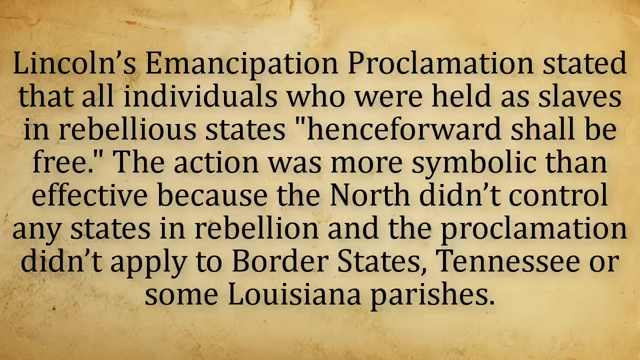 Lincoln’s Emancipation Proclamation stated
that all individuals who were held as slaves
in rebellious states "henceforward shall be
free." The action was more symbolic than
effective because the North didn’t control
any states in rebellion and the proclamation
didn’t apply to Border States, Tennessee or
some Louisiana parishes.